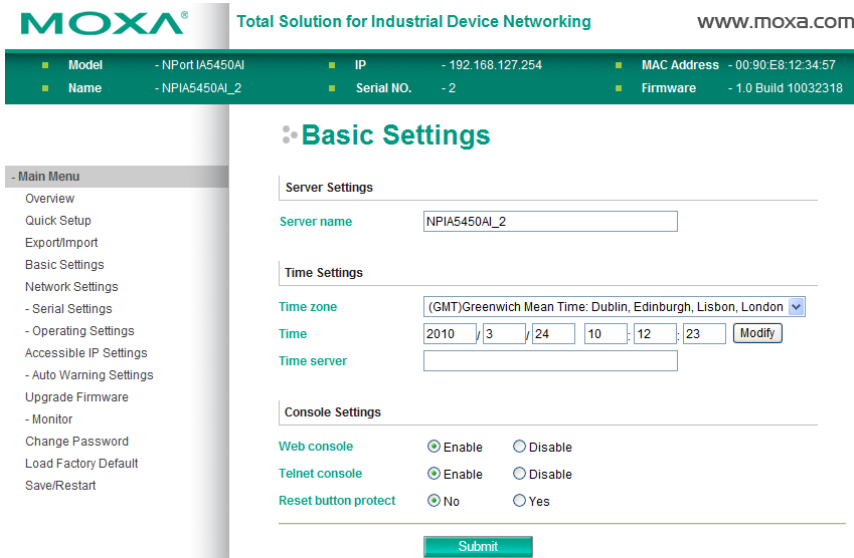 MOXA® Total Solution for Industrial Device Networking www.moxa.com
Model - NPort IA5450AI IP - 192.168.127.254 MAC Address - 00:90:E8:12:34:57
Name - NPIA5450AI_2 Serial NO. - 2 Firmware - 1.0 Build 10032318
- Main Menu
Overview
Quick Setup
Export/Import
Basic Settings
Network Settings
- Serial Settings
- Operating Settings
Accessible IP Settings
- Auto Warning Settings
Upgrade Firmware
- Monitor
Change Password
Load Factory Default
Save/Restart
Basic Settings
Server Settings
Server name NPIA5450AI_2
Time Settings
Time zone (GMT)Greenwich Mean Time: Dublin, Edinburgh, Lisbon, London
Time 2010 / 3 / 24 10 : 12 : 23 Modify
Time server
Console Settings
Web console Enable Disable
Telnet console Enable Disable
Reset button protect No Yes
Submit